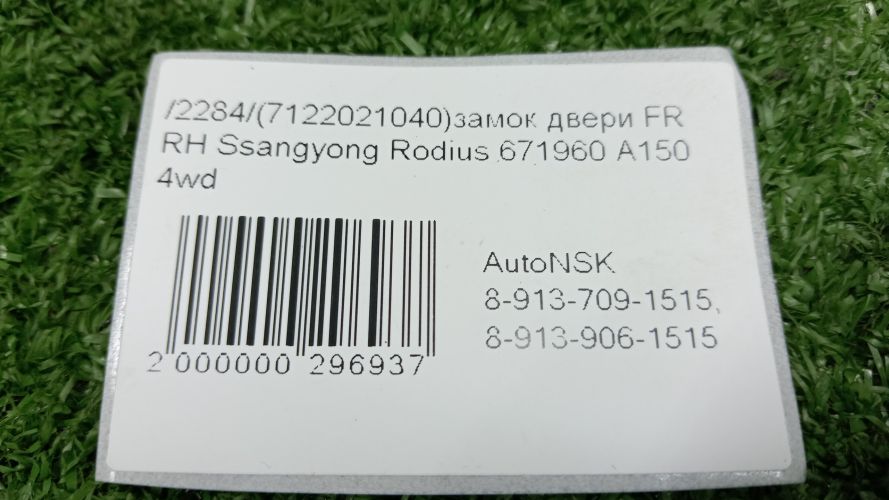 /2284/(7122021040)замок двери FR
RH Ssangyong Rodius 671960 A150
4wd
AutoNSK
8-913-709-1515,
8-913-906-1515
2 000000 296937